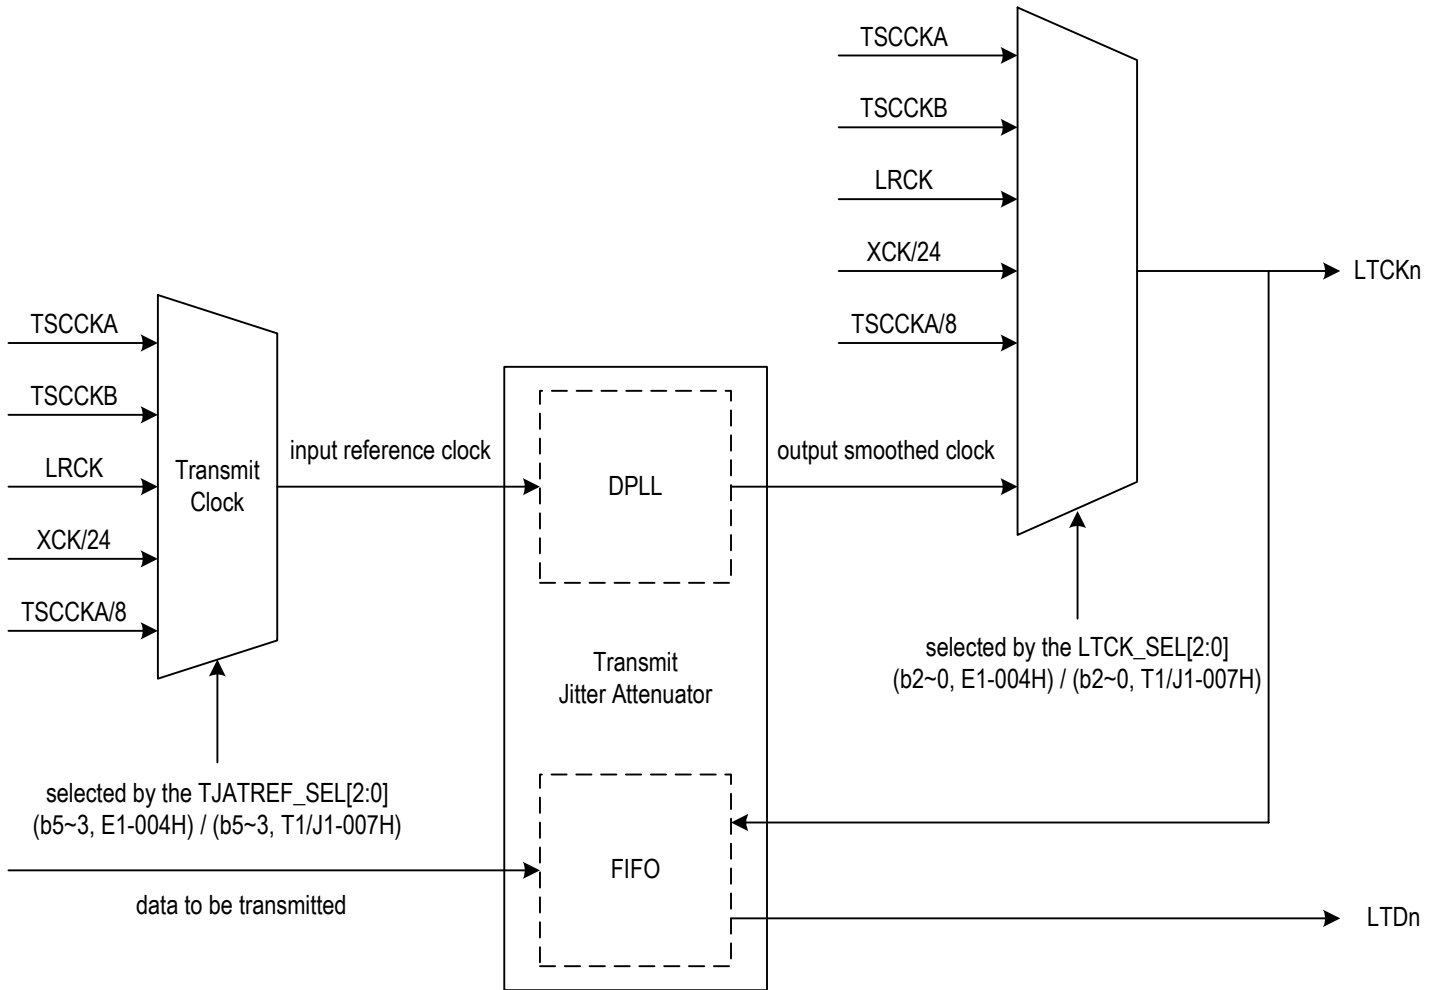 TSCCKA
TSCCKB
LRCK
XCK/24
TSCCKA/8
LTCKn
TSCCKA
TSCCKB
LRCK
XCK/24
TSCCKA/8
Transmit
Clock
input reference clock
DPLL
output smoothed clock
Transmit
Jitter Attenuator
selected by the LTCK_SEL[2:0]
(b2~0, E1-004H) / (b2~0, T1/J1-007H)
selected by the TJATREF_SEL[2:0]
(b5~3, E1-004H) / (b5~3, T1/J1-007H)
data to be transmitted
FIFO
LTDn